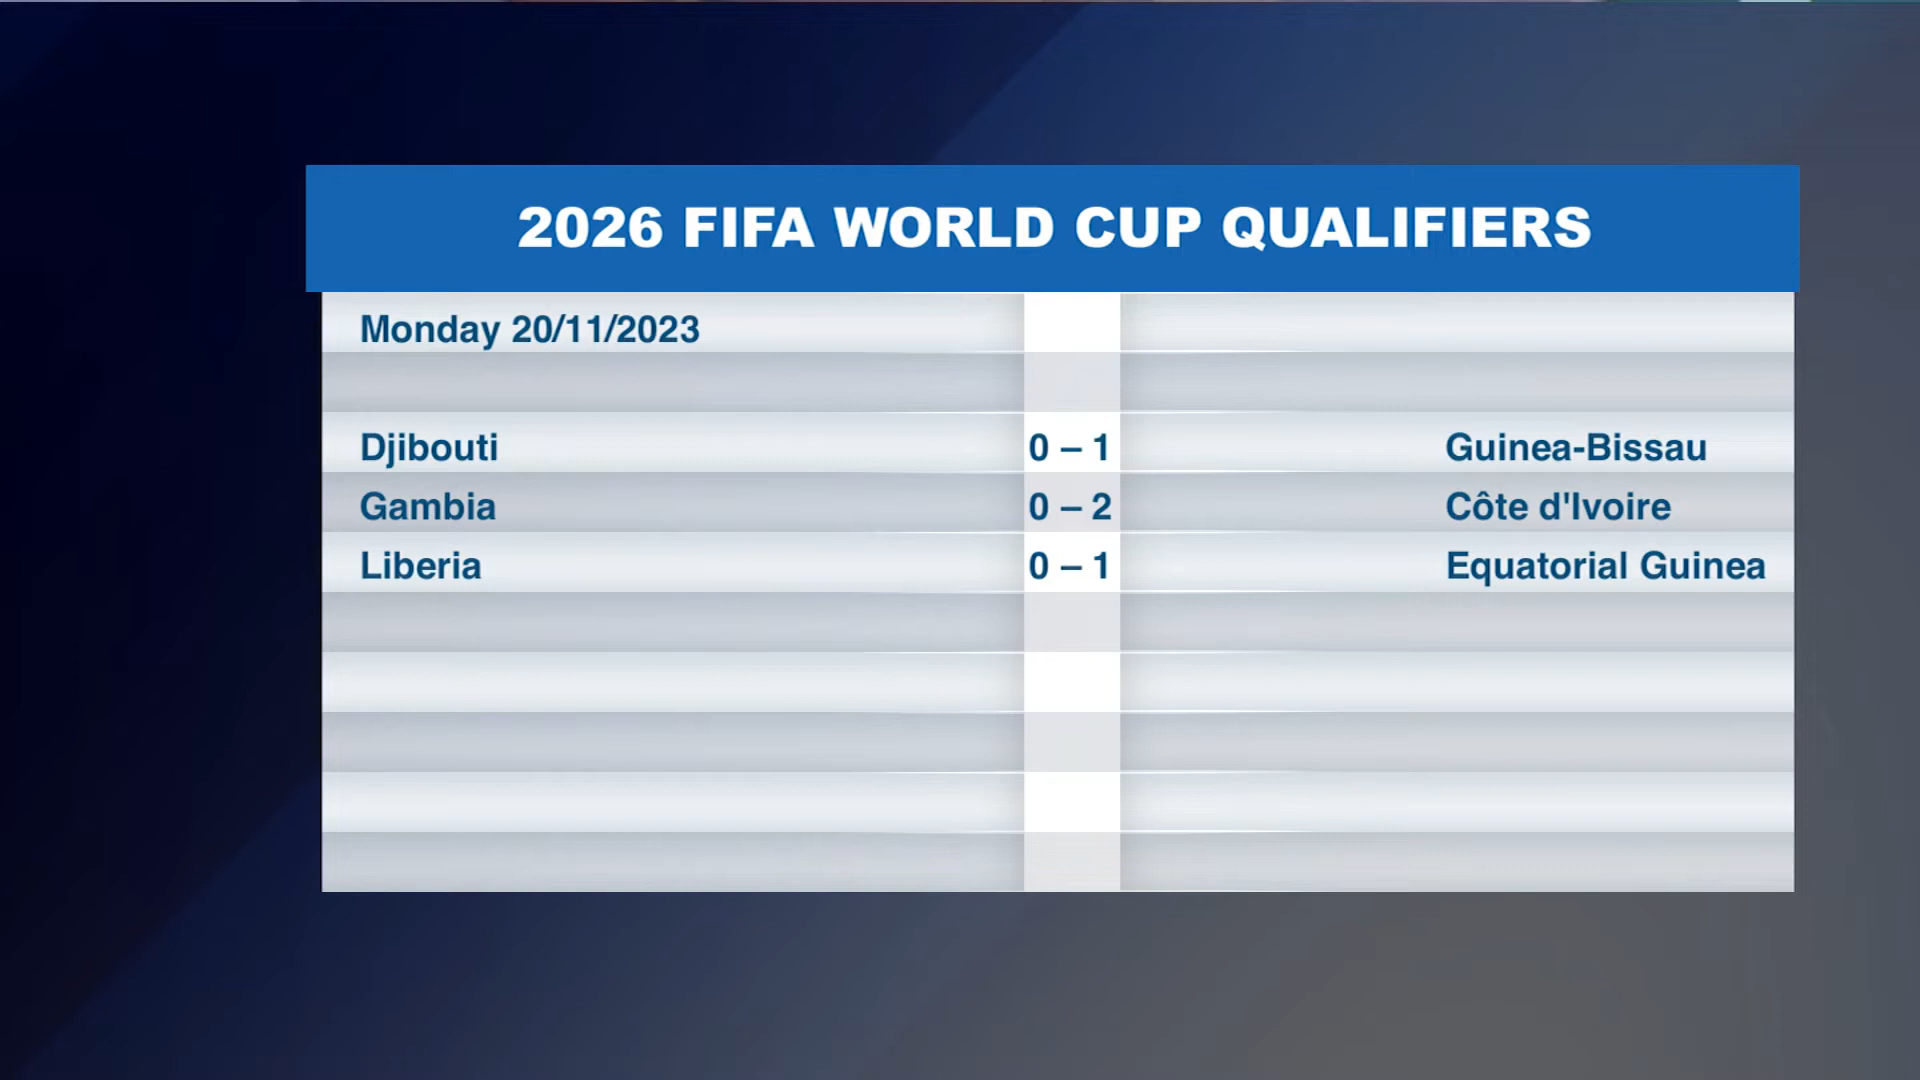 2026 FIFA WORLD CUP QUALIFIERS
Monday 20/11/2023
Djibouti 0 – 1 Guinea-Bissau
Gambia 0 – 2 Côte d'Ivoire
Liberia 0 – 1 Equatorial Guinea